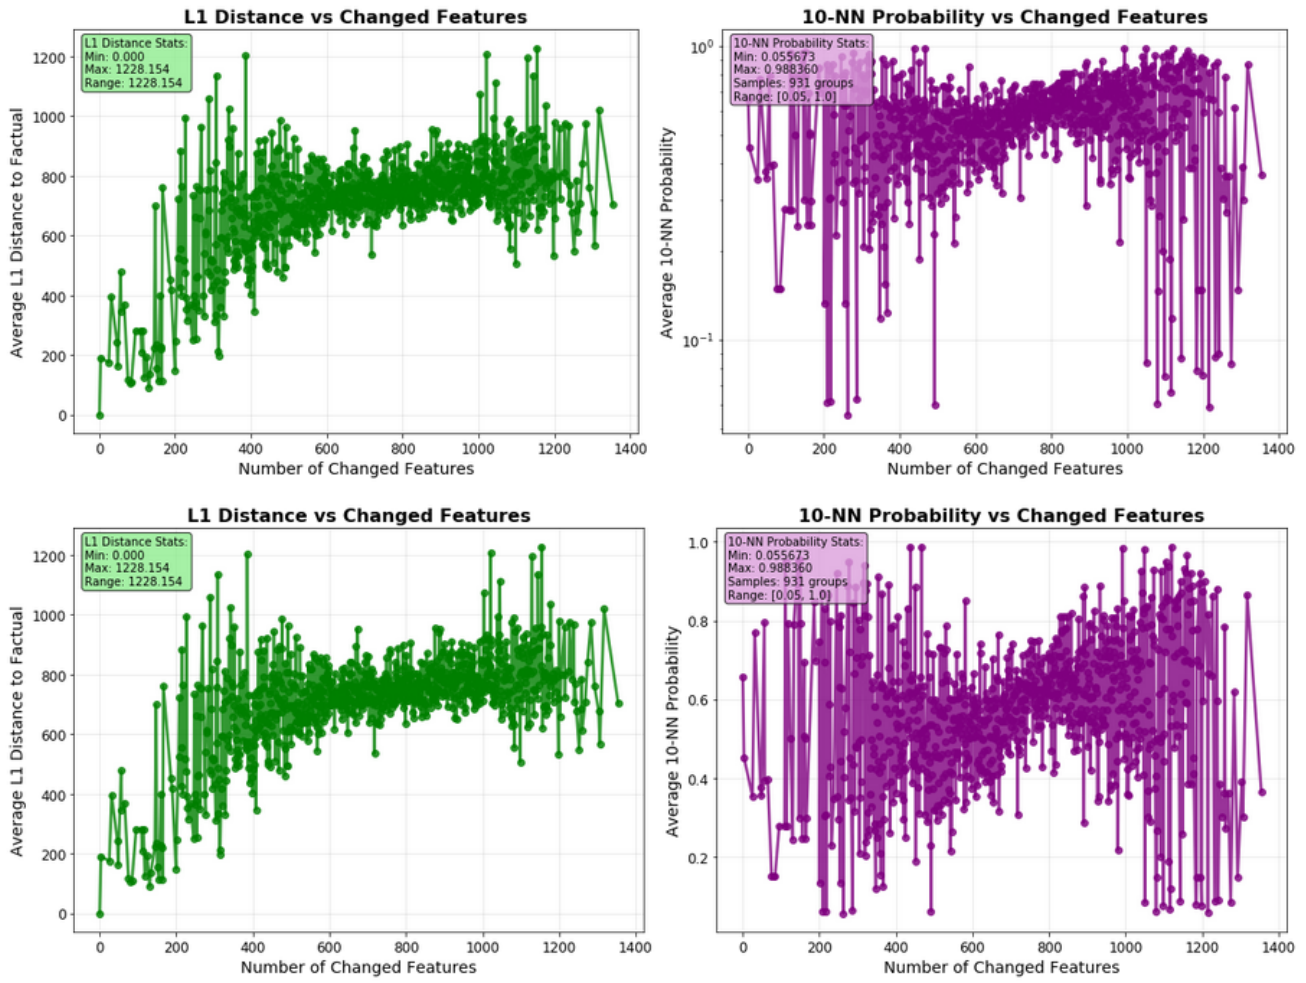 L1 Distance vs Changed Features
L1 Distance Stats:
Min: 0.000
Max: 1228.154
Range: 1228.154
1200
1000
800
600
400
200
0
Average L1 Distance to Factual
0 200 400 600 800 1000 1200 1400
Number of Changed Features
10-NN Probability vs Changed Features
10-NN Probability Stats:
Min: 0.055673
Max: 0.988360
Samples: 931 groups
Range: [0.05, 1.0]
10⁰
10⁻¹
Average 10-NN Probability
0 200 400 600 800 1000 1200 1400
Number of Changed Features
L1 Distance vs Changed Features
L1 Distance Stats:
Min: 0.000
Max: 1228.154
Range: 1228.154
1200
1000
800
600
400
200
0
Average L1 Distance to Factual
0 200 400 600 800 1000 1200 1400
Number of Changed Features
10-NN Probability vs Changed Features
10-NN Probability Stats:
Min: 0.055673
Max: 0.988360
Samples: 931 groups
Range: [0.05, 1.0]
1.0
0.8
0.6
0.4
0.2
Average 10-NN Probability
0 200 400 600 800 1000 1200 1400
Number of Changed Features